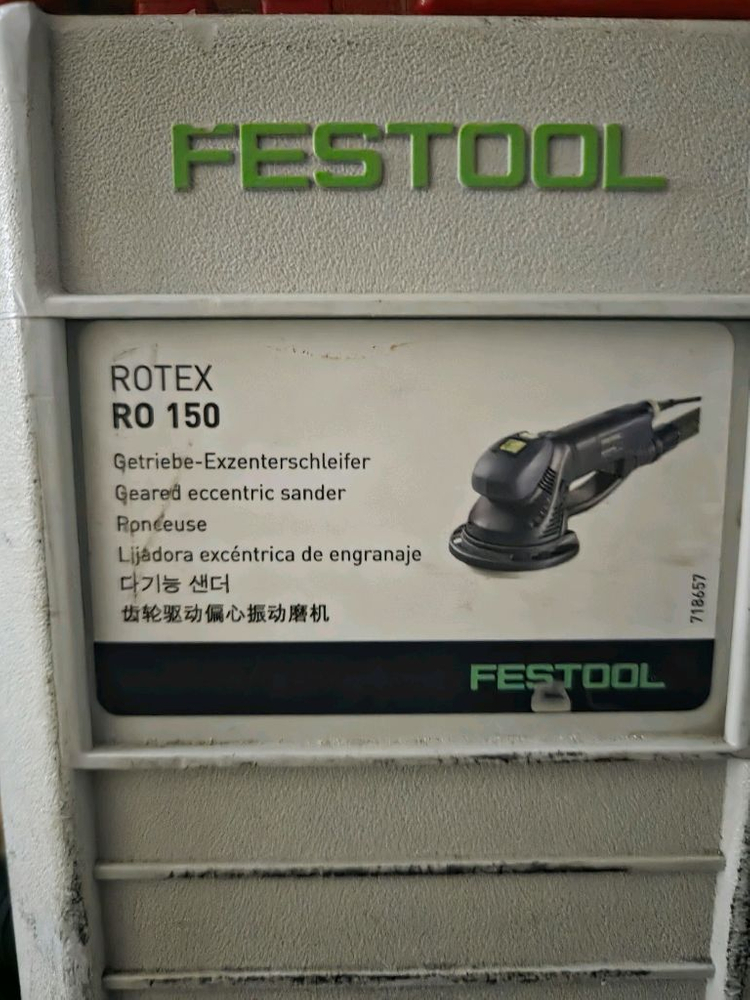 FESTOOL
ROTEX
RO 150
Getriebe-Exzenterschleifer
Geared eccentric sander
Ponceuse
Lijadora excéntrica de engranaje
다기능 샌더
齿轮驱动偏心振动磨机
718657
FESTOOL